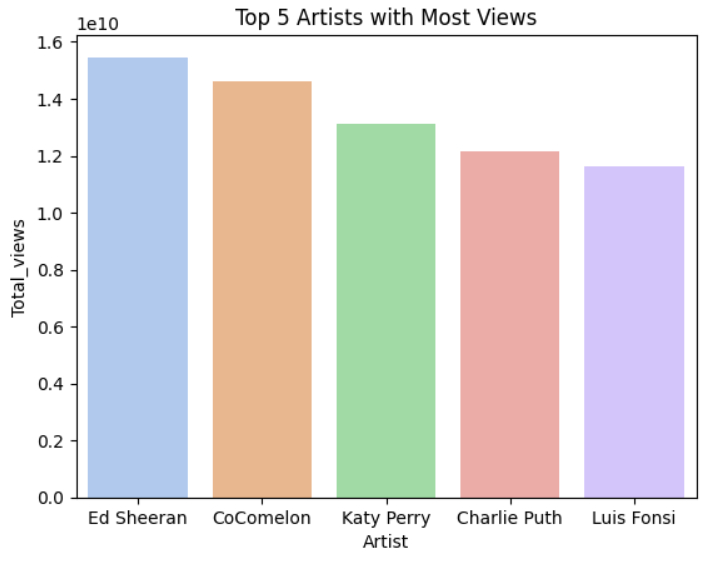 Top 5 Artists with Most Views
1e10
1.6
1.4
1.2
1.0
0.8
0.6
0.4
0.2
0.0
Total_views
Ed Sheeran CoComelon Katy Perry Charlie Puth Luis Fonsi
Artist